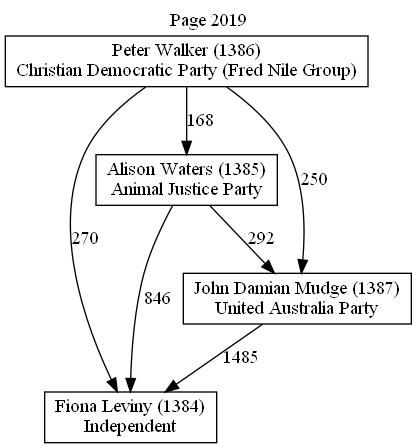 Page 2019
Peter Walker (1386)
Christian Democratic Party (Fred Nile Group)
168
Alison Waters (1385)
Animal Justice Party
250
270
292
846
John Damian Mudge (1387)
United Australia Party
1485
Fiona Leviny (1384)
Independent